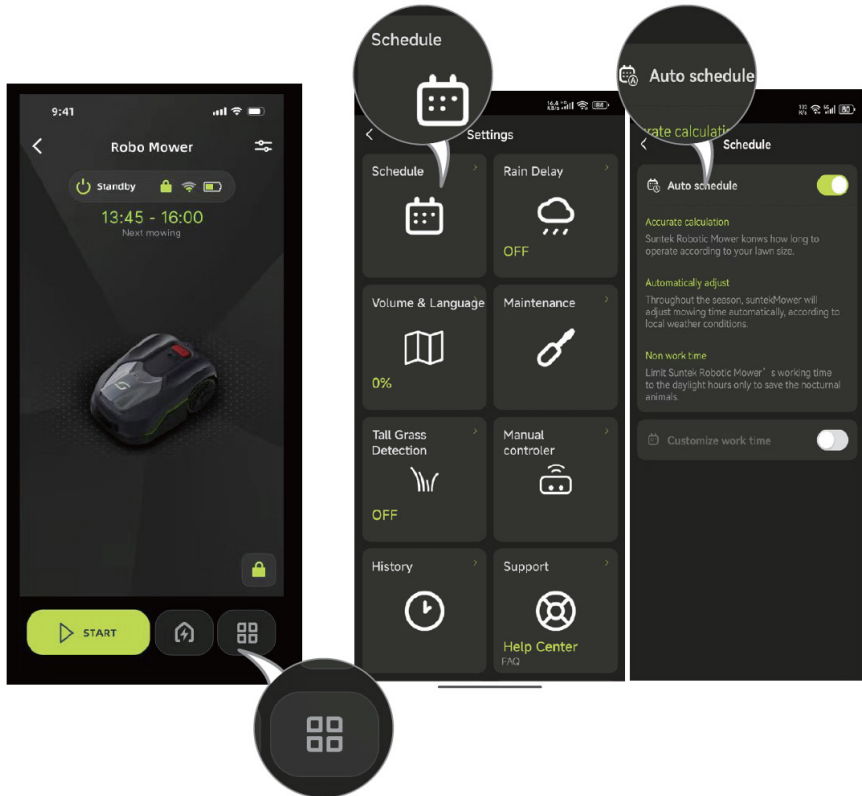 9:41
Robo Mower
Standby
13:45 - 16:00
Next mowing
START
Schedule
Settings
Schedule
Rain Delay
OFF
Volume & Language
0%
Maintenance
Tall Grass
Detection
OFF
Manual
controler
History
Support
Help Center
FAQ
Auto schedule
rate calculati
Schedule
Auto schedule
Accurate calculation
Suntek Robotic Mower konws how long to
operate according to your lawn size.
Automatically adjust
Throughout the season, suntekMower will
adjust mowing time automatically, according to
local weather conditions.
Non work time
Limit Suntek Robotic Mower' s working time
to the daylight hours only to save the nocturnal
animals.
Customize work time